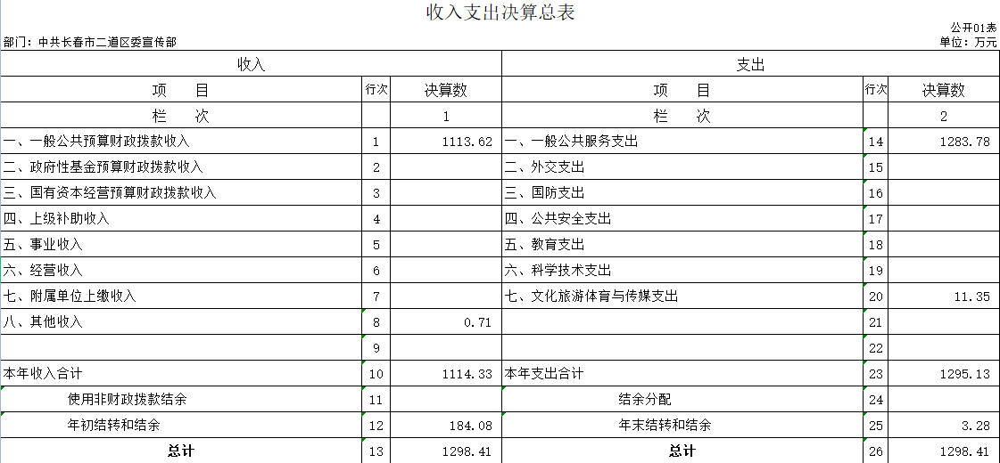 收入支出决算总表
公开01表
部门：中共长春市二道区委宣传部 单位：万元
收入 支出
项 目 行次 决算数 项 目 行次 决算数
栏 次 1 栏 次 2
一、一般公共预算财政拨款收入 1 1113.62 一、一般公共服务支出 14 1283.78
二、政府性基金预算财政拨款收入 2 二、外交支出 15
三、国有资本经营预算财政拨款收入 3 三、国防支出 16
四、上级补助收入 4 四、公共安全支出 17
五、事业收入 5 五、教育支出 18
六、经营收入 6 六、科学技术支出 19
七、附属单位上缴收入 7 七、文化旅游体育与传媒支出 20 11.35
八、其他收入 8 0.71 21
9 22
本年收入合计 10 1114.33 本年支出合计 23 1295.13
使用非财政拨款结余 11 结余分配 24
年初结转和结余 12 184.08 年末结转和结余 25 3.28
总计 13 1298.41 总计 26 1298.41